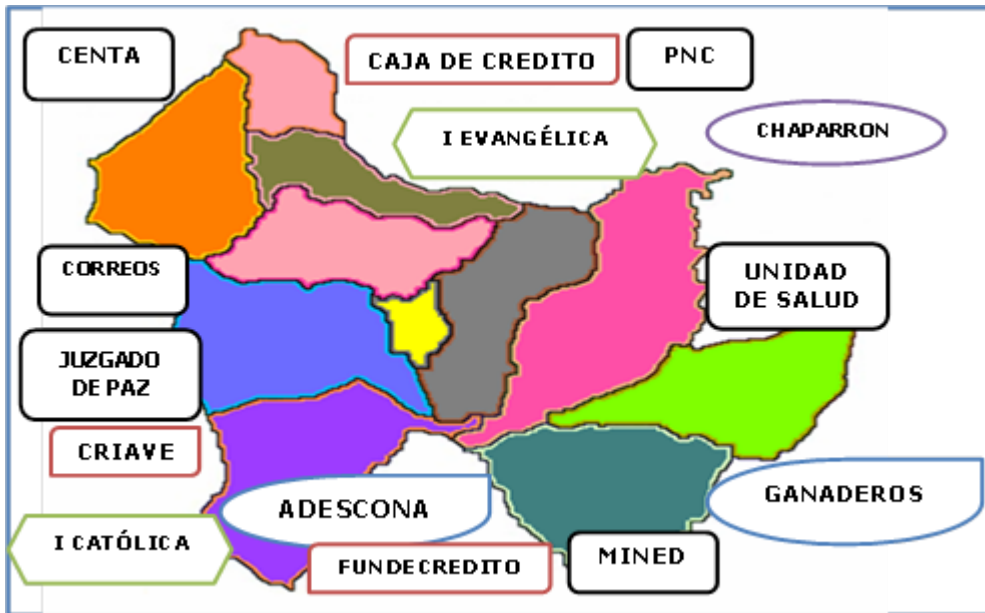 CENTA
CAJA DE CREDITO
PNC
I EVANGÉLICA
CHAPARRON
CORREOS
UNIDAD
DE SALUD
JUZGADO
DE PAZ
CRIAVE
ADESCONA
GANADEROS
I CATÓLICA
FUNDECREDITO
MINED